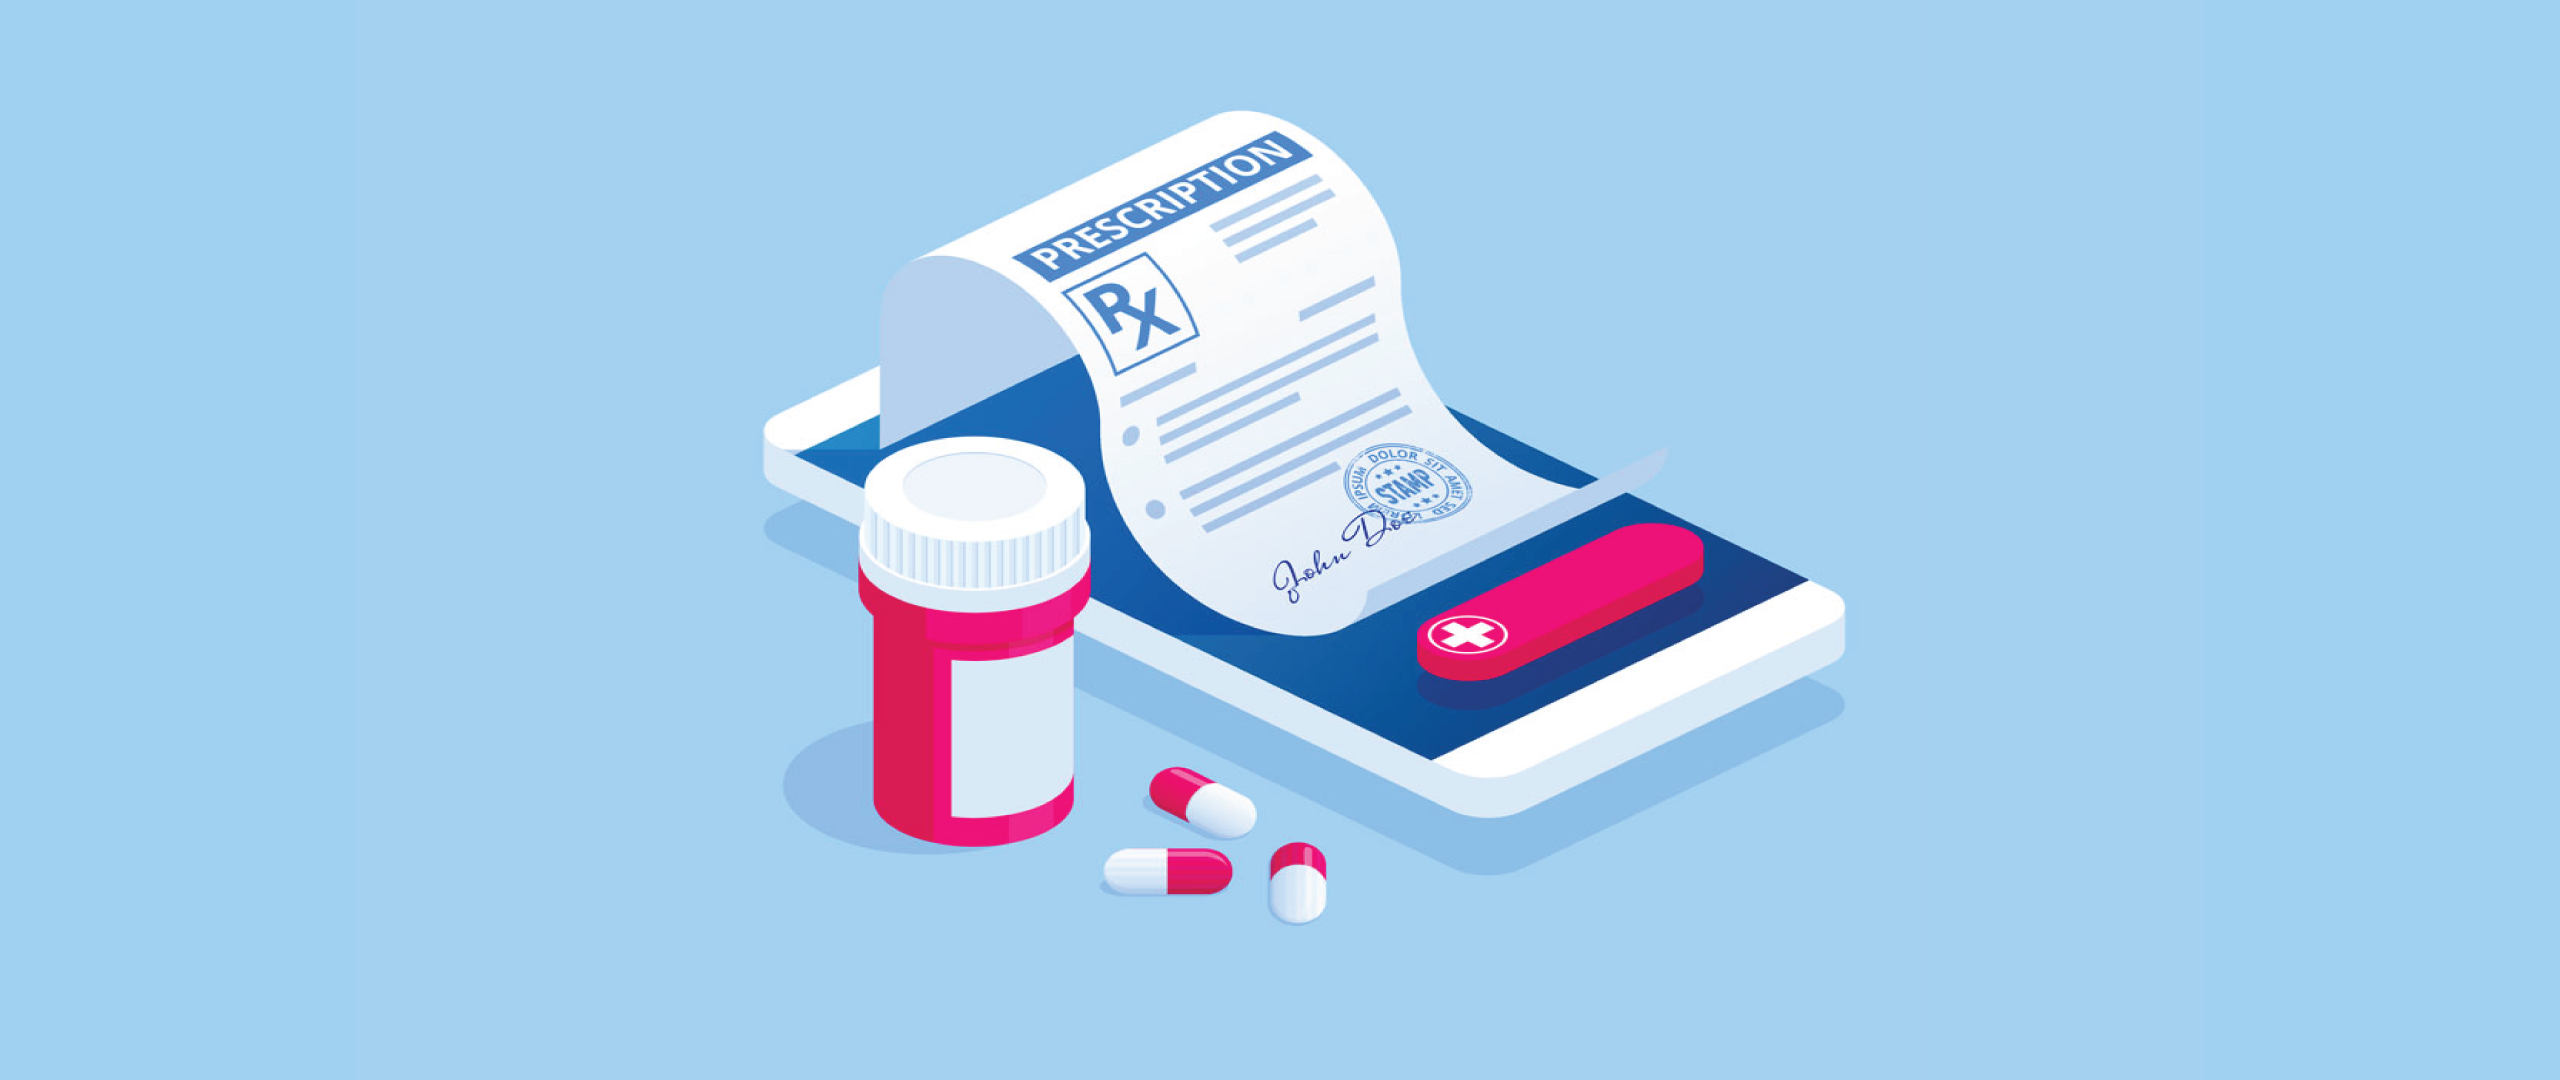 PRESCRIPTION
Rx
IPSUM DOLOR SIT AMET SED
STAMP
John Doe